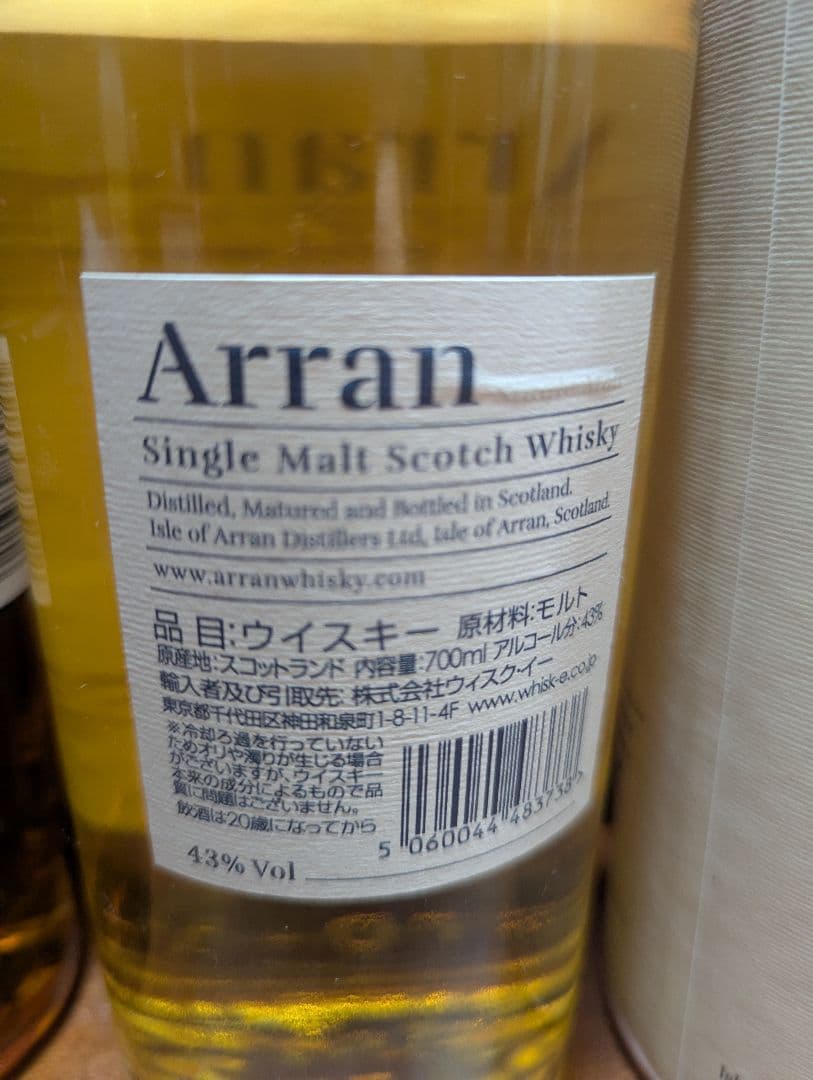 Arran
Single Malt Scotch Whisky
Distilled, Matured and Bottled in Scotland.
Isle of Arran Distillers Ltd, Isle of Arran, Scotland.
www.arranwhisky.com
品 目:ウイスキー 原材料:モルト
原産地:スコットランド 内容量:700ml アルコール分:43%
輸入者及び引取先: 株式会社ウィスク・イー
東京都千代田区神田和泉町1-8-11-4F www.whisk-e.co.jp
※冷却ろ過を行っていない
ためオリや濁りが生じる場合
がございますが、ウイスキー
本来の成分によるもので品
質に問題はございません。
飲酒は20歳になってから
5 060044 483738
43% Vol